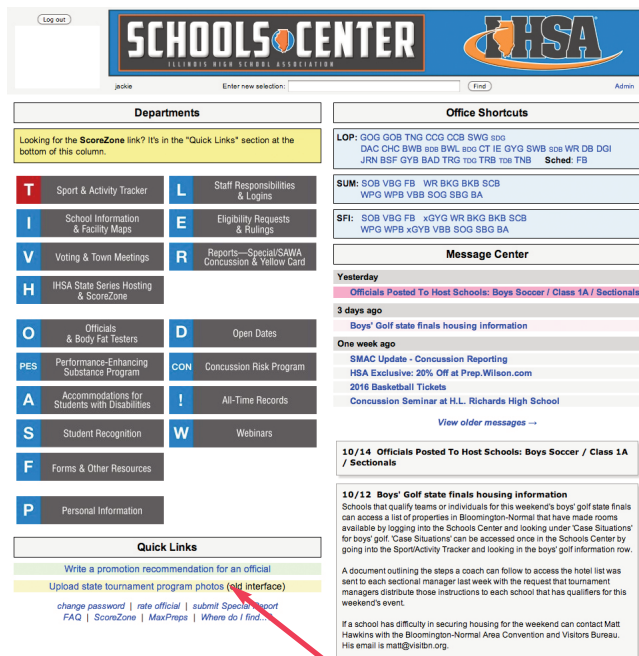 Log out
SCHOOLS CENTER
ILLINOIS HIGH SCHOOL ASSOCIATION
IHSA
jackie
Enter new selection:
Find
Admin
Departments
Looking for the ScoreZone link? It's in the "Quick Links" section at the
bottom of this column.
T Sport & Activity Tracker
L Staff Responsibilities
& Logins
I School Information
& Facility Maps
E Eligibility Requests
& Rulings
V Voting & Town Meetings
R Reports—Special/SAWA
Concussion & Yellow Card
H IHSA State Series Hosting
& ScoreZone
O Officials
& Body Fat Testers
D Open Dates
PES Performance-Enhancing
Substance Program
CON Concussion Risk Program
A Accommodations for
Students with Disabilities
! All-Time Records
S Student Recognition
W Webinars
F Forms & Other Resources
P Personal Information
Quick Links
Write a promotion recommendation for an official
Upload state tournament program photos (old interface)
change password | rate official | submit Special Report
FAQ | ScoreZone | MaxPreps | Where do I find...?
Office Shortcuts
LOP: GOG GOB TNG CCG CCB SWG SDG
DAC CHC BWB BDB BWL BDG CT IE GYG SWB SDB WR DB DGI
JRN BSF GYB BAD TRG TDG TRB TDB TNB Sched: FB
SUM: SOB VBG FB WR BKG BKB SCB
WPG WPB VBB SOG SBG BA
SFI: SOB VBG FB xGYG WR BKG BKB SCB
WPG WPB xGYB VBB SOG SBG BA
Message Center
Yesterday
Officials Posted To Host Schools: Boys Soccer / Class 1A / Sectionals
3 days ago
Boys' Golf state finals housing information
One week ago
SMAC Update - Concussion Reporting
HSA Exclusive: 20% Off at Prep.Wilson.com
2016 Basketball Tickets
Concussion Seminar at H.L. Richards High School
View older messages →
10/14 Officials Posted To Host Schools: Boys Soccer / Class 1A
/ Sectionals
10/12 Boys' Golf state finals housing information
Schools that qualify teams or individuals for this weekend's boys' golf state finals
can access a list of properties in Bloomington-Normal that have made rooms
available by logging into the Schools Center and looking under 'Case Situations'
for boys' golf. 'Case Situations' can be accessed once in the Schools Center by
going into the Sport/Activity Tracker and looking in the boys' golf information row.
A document outlining the steps a coach can follow to access the hotel list was
sent to each sectional manager last week with the request that tournament
managers distribute those instructions to each school that has qualifiers for this
weekend's event.
If a school has difficulty in securing housing for the weekend can contact Matt
Hawkins with the Bloomington-Normal Area Convention and Visitors Bureau.
His email is matt@visitbn.org.